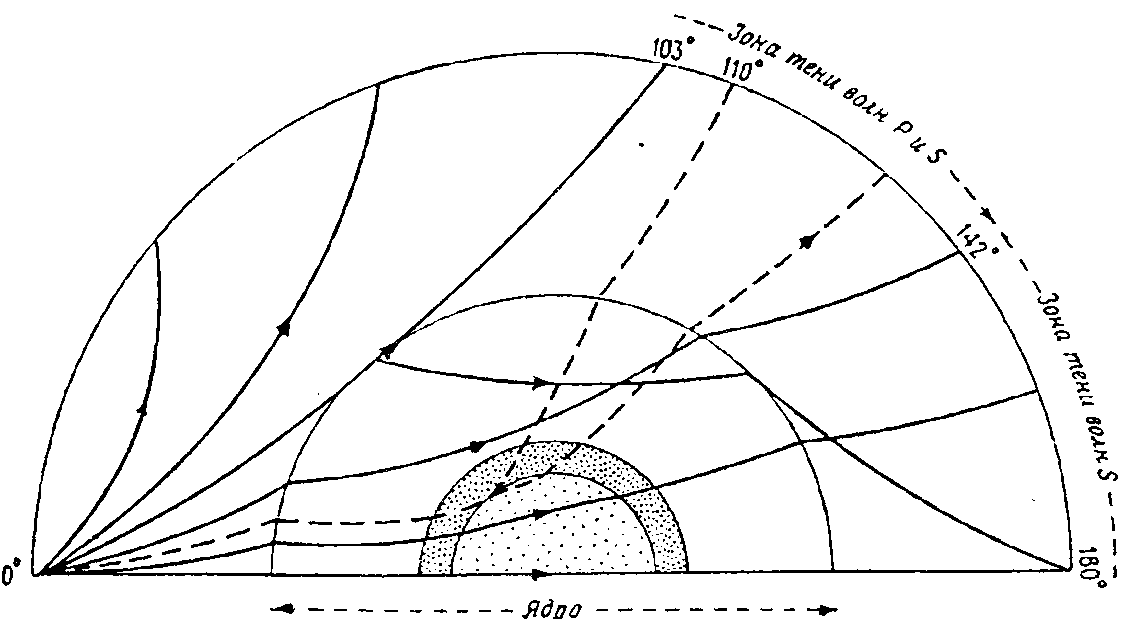 103°
110°
Зона тени волн P и S
142°
Зона тени волн S
0°
180°
Ядро